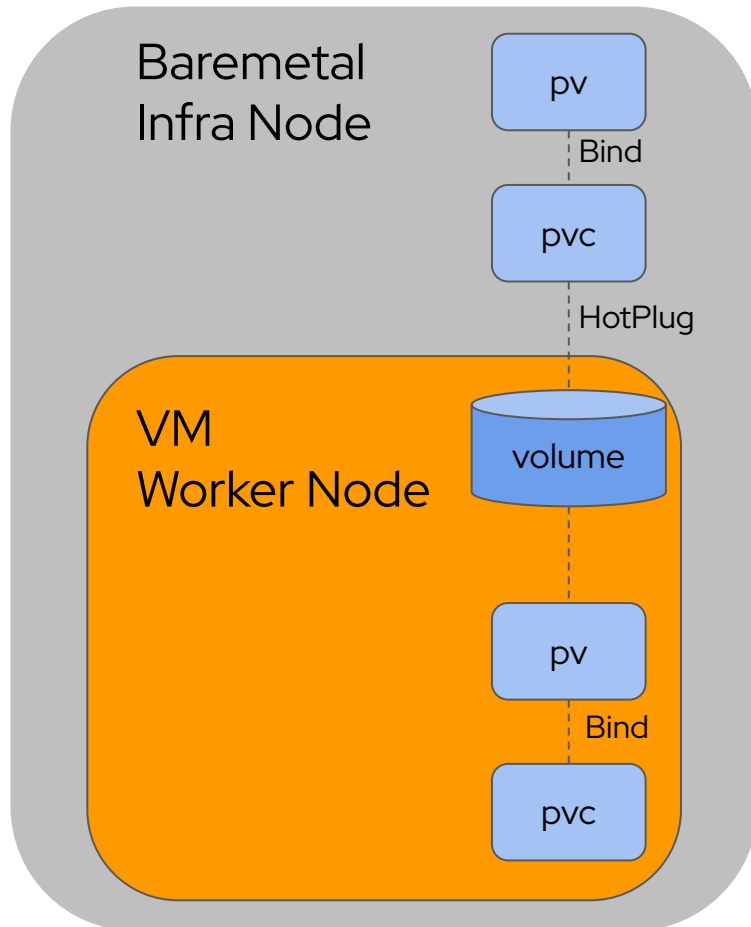 Baremetal
Infra Node
pv
Bind
pvc
HotPlug
VM
Worker Node
volume
pv
Bind
pvc